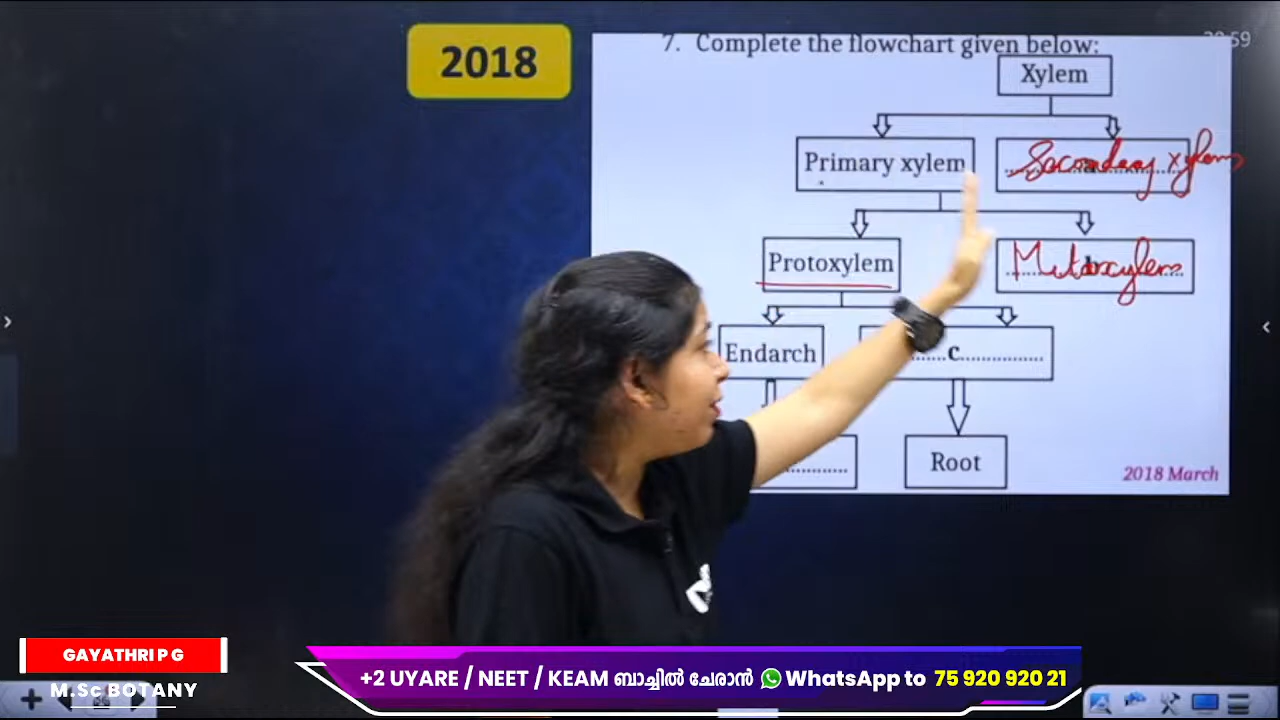 2018
7. Complete the flowchart given below:
Xylem
Primary xylem
Secondary xylem
Protoxylem
Metaxylem
Endarch
.......c...............
Root
2018 March
GAYATHRI P G
M.Sc BOTANY
+2 UYARE / NEET / KEAM ബാച്ചിൽ ചേരാൻ WhatsApp to 75 920 920 21